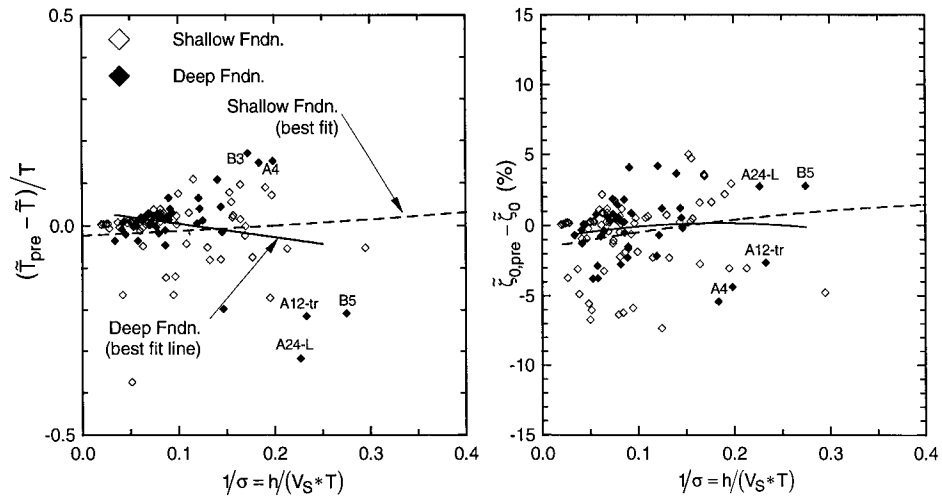 0.5
0.0
-0.5
(T̃pre − T̃)/T
◇ Shallow Fndn.
◆ Deep Fndn.
Shallow Fndn.
(best fit)
B3
A4
A12-tr
B5
A24-L
Deep Fndn.
(best fit line)
0.0 0.1 0.2 0.3 0.4
1/σ = h/(VS*T)
15
10
5
0
-5
-10
-15
ζ̃0,pre − ζ̃0 (%)
A24-L
B5
A12-tr
A4
0.0 0.1 0.2 0.3 0.4
1/σ = h/(VS*T)